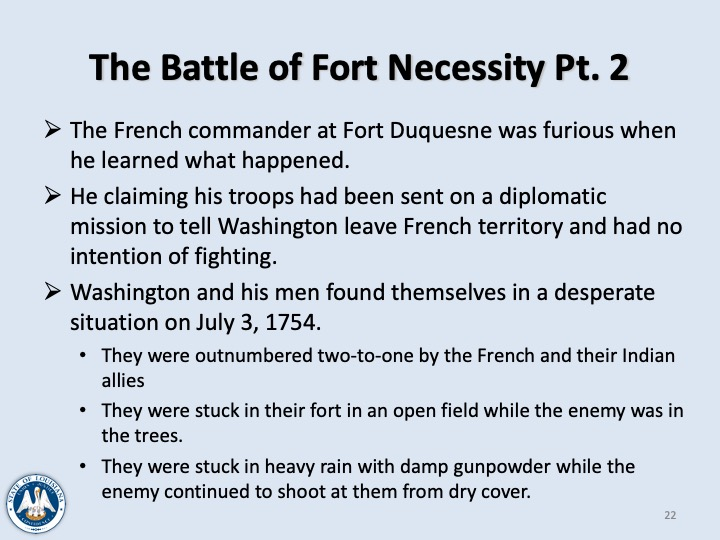 The Battle of Fort Necessity Pt. 2
➢ The French commander at Fort Duquesne was furious when
he learned what happened.
➢ He claiming his troops had been sent on a diplomatic
mission to tell Washington leave French territory and had no
intention of fighting.
➢ Washington and his men found themselves in a desperate
situation on July 3, 1754.
• They were outnumbered two-to-one by the French and their Indian
allies
• They were stuck in their fort in an open field while the enemy was in
the trees.
• They were stuck in heavy rain with damp gunpowder while the
enemy continued to shoot at them from dry cover.
STATE OF LOUISIANA
CONFIDENCE
22